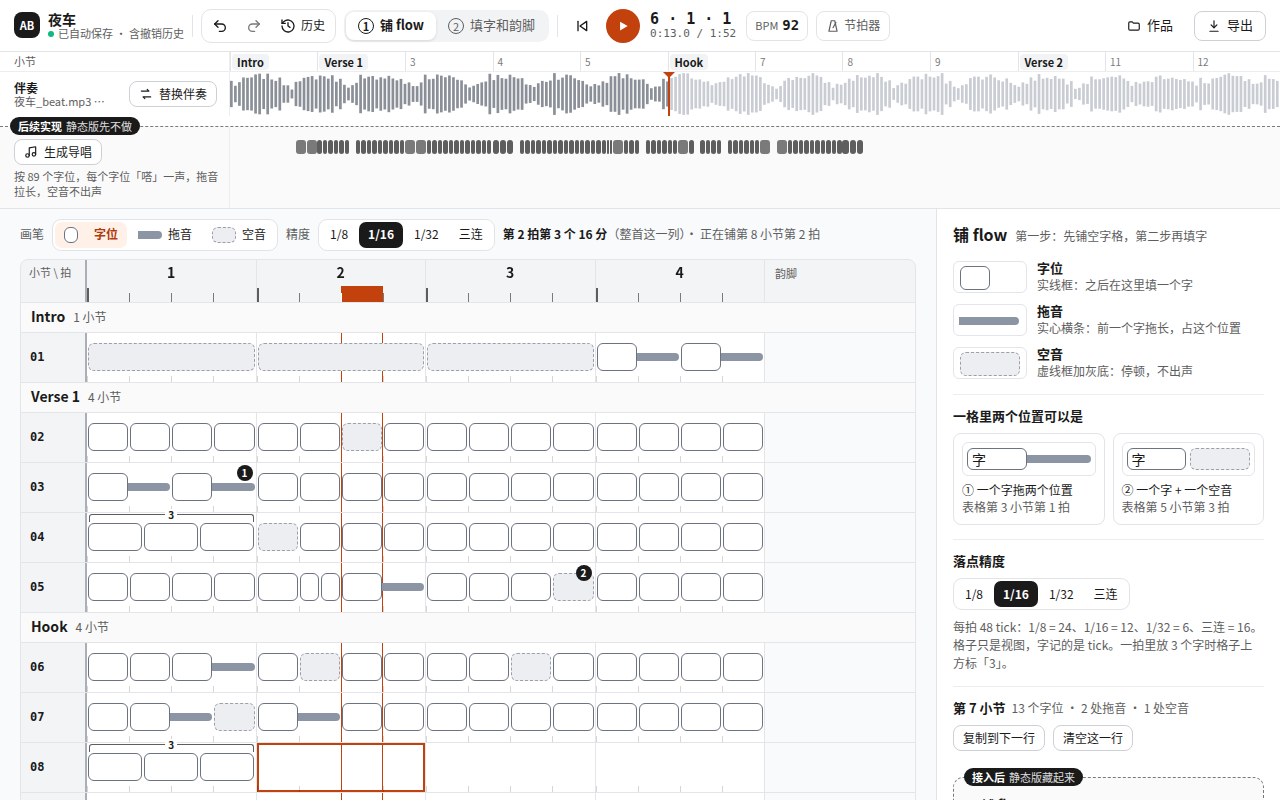 AB
夜车
已自动保存 · 含撤销历史
历史
1 铺 flow
2 填字和韵脚
6 · 1 · 1
0:13.0 / 1:52
BPM 92
节拍器
作品
导出
小节
Intro
Verse 1
3
4
5
Hook
7
8
9
Verse 2
11
12
伴奏
夜车_beat.mp3 ···
替换伴奏
后续实现 静态版先不做
生成导唱
按 89 个字位，每个字位「嗒」一声，拖音
拉长，空音不出声
画笔
字位
拖音
空音
精度
1/8
1/16
1/32
三连
第 2 拍第 3 个 16 分（整首这一列）· 正在铺第 8 小节第 2 拍
小节 \ 拍
1
2
3
4
韵脚
Intro 1 小节
01
Verse 1 4 小节
02
03
1
04
3
05
2
Hook 4 小节
06
07
08
3
铺 flow 第一步：先铺空字格，第二步再填字
字位
实线框：之后在这里填一个字
拖音
实心横条：前一个字拖长，占这个位置
空音
虚线框加灰底：停顿，不出声
一格里两个位置可以是
字
① 一个字拖两个位置
表格第 3 小节第 1 拍
字
② 一个字 + 一个空音
表格第 5 小节第 3 拍
落点精度
1/8
1/16
1/32
三连
每拍 48 tick：1/8 = 24、1/16 = 12、1/32 = 6、三连 = 16。
格子只是视图，字记的是 tick。一拍里放 3 个字时格子上
方标「3」。
第 7 小节 13 个字位 · 2 处拖音 · 1 处空音
复制到下一行
清空这一行
接入后 静态版藏起来